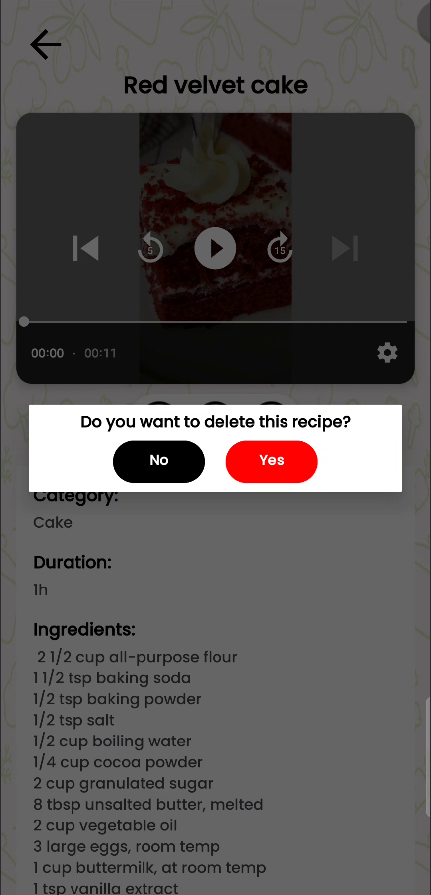 Red velvet cake
5
15
00:00 · 00:11
Do you want to delete this recipe?
No Yes
Category:
Cake
Duration:
1h
Ingredients:
2 1/2 cup all-purpose flour
1 1/2 tsp baking soda
1/2 tsp baking powder
1/2 tsp salt
1/2 cup boiling water
1/4 cup cocoa powder
2 cup granulated sugar
8 tbsp unsalted butter, melted
2 cup vegetable oil
3 large eggs, room temp
1 cup buttermilk, at room temp
1 tsp vanilla extract